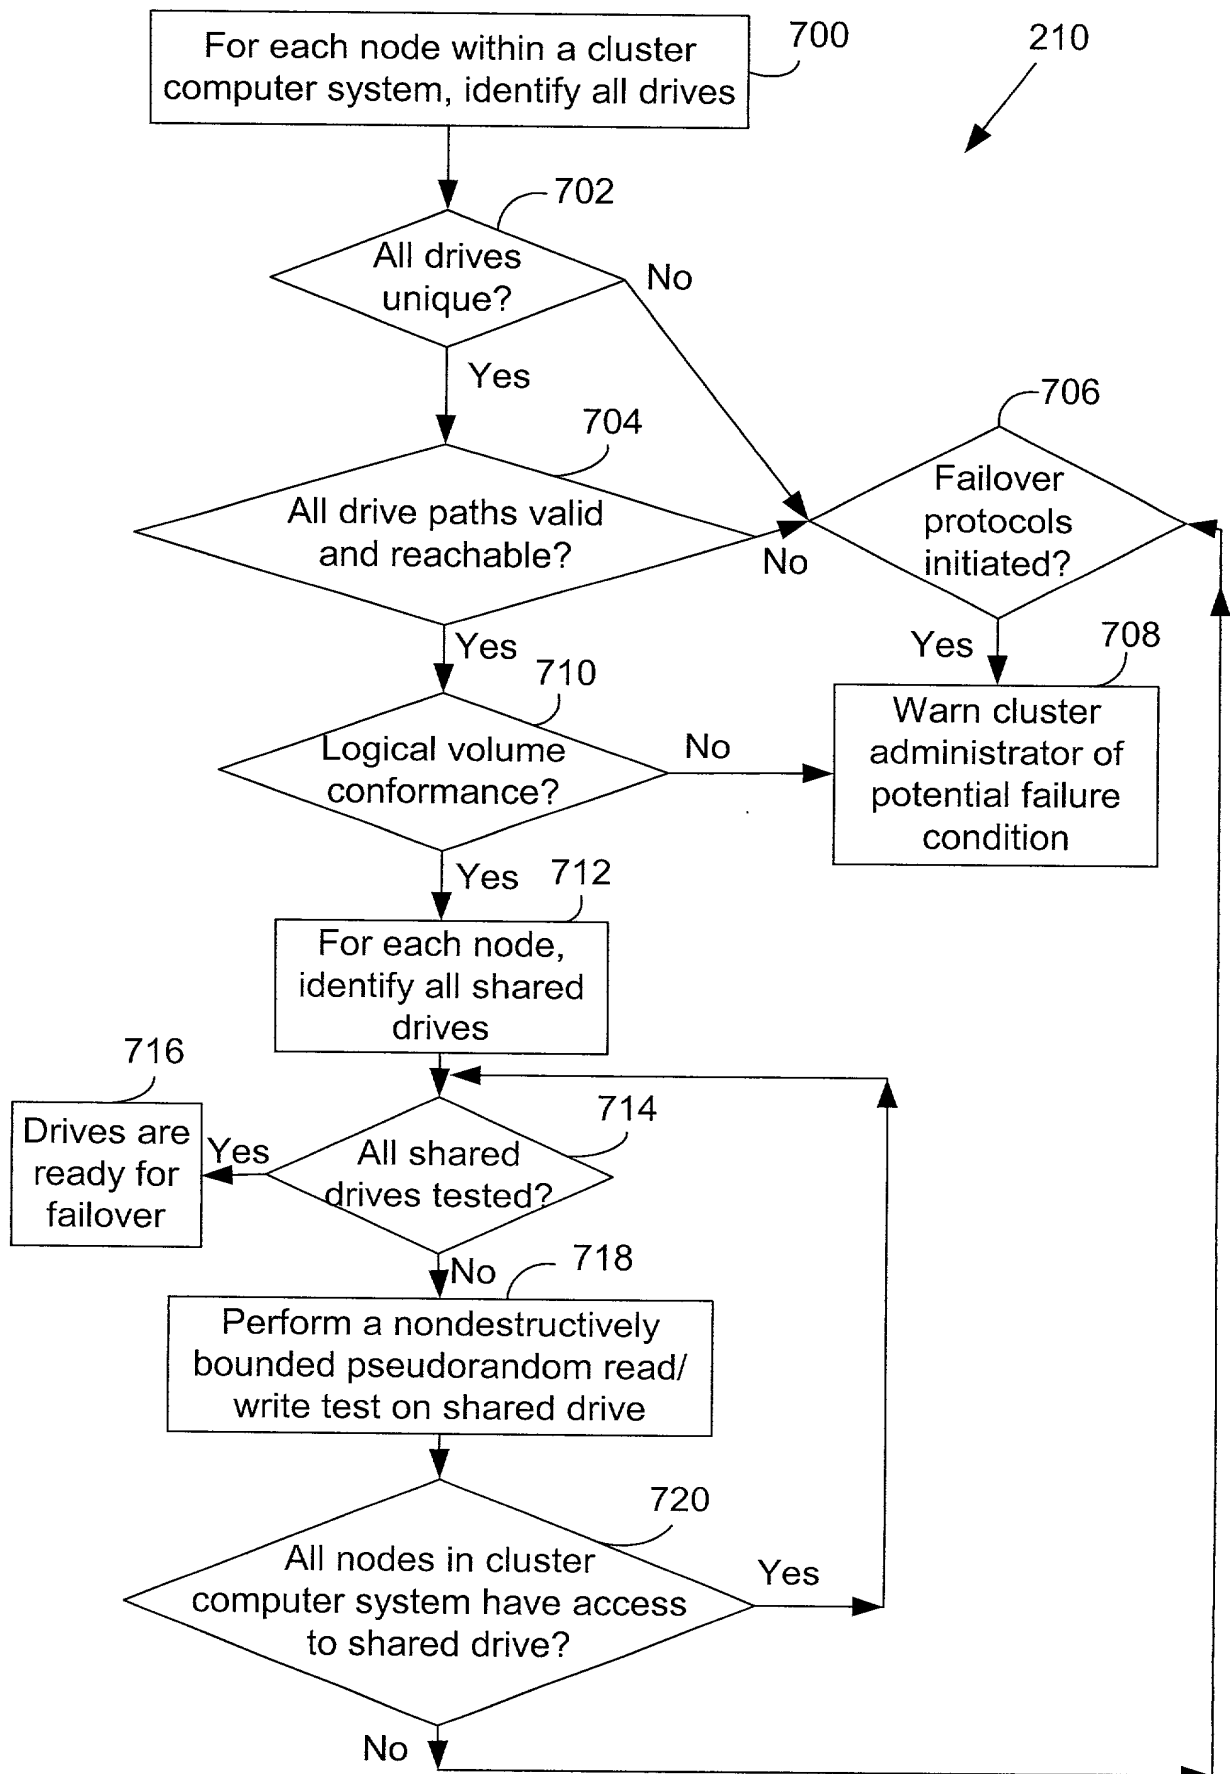 For each node within a cluster
computer system, identify all drives
700
210
702
All drives
unique?
No
Yes
704
All drive paths valid
and reachable?
No
706
Failover
protocols
initiated?
Yes
Yes
708
Warn cluster
administrator of
potential failure
condition
710
Logical volume
conformance?
No
Yes
712
For each node,
identify all shared
drives
716
Drives are
ready for
failover
Yes
714
All shared
drives tested?
No
718
Perform a nondestructively
bounded pseudorandom read/
write test on shared drive
720
All nodes in cluster
computer system have access
to shared drive?
Yes
No